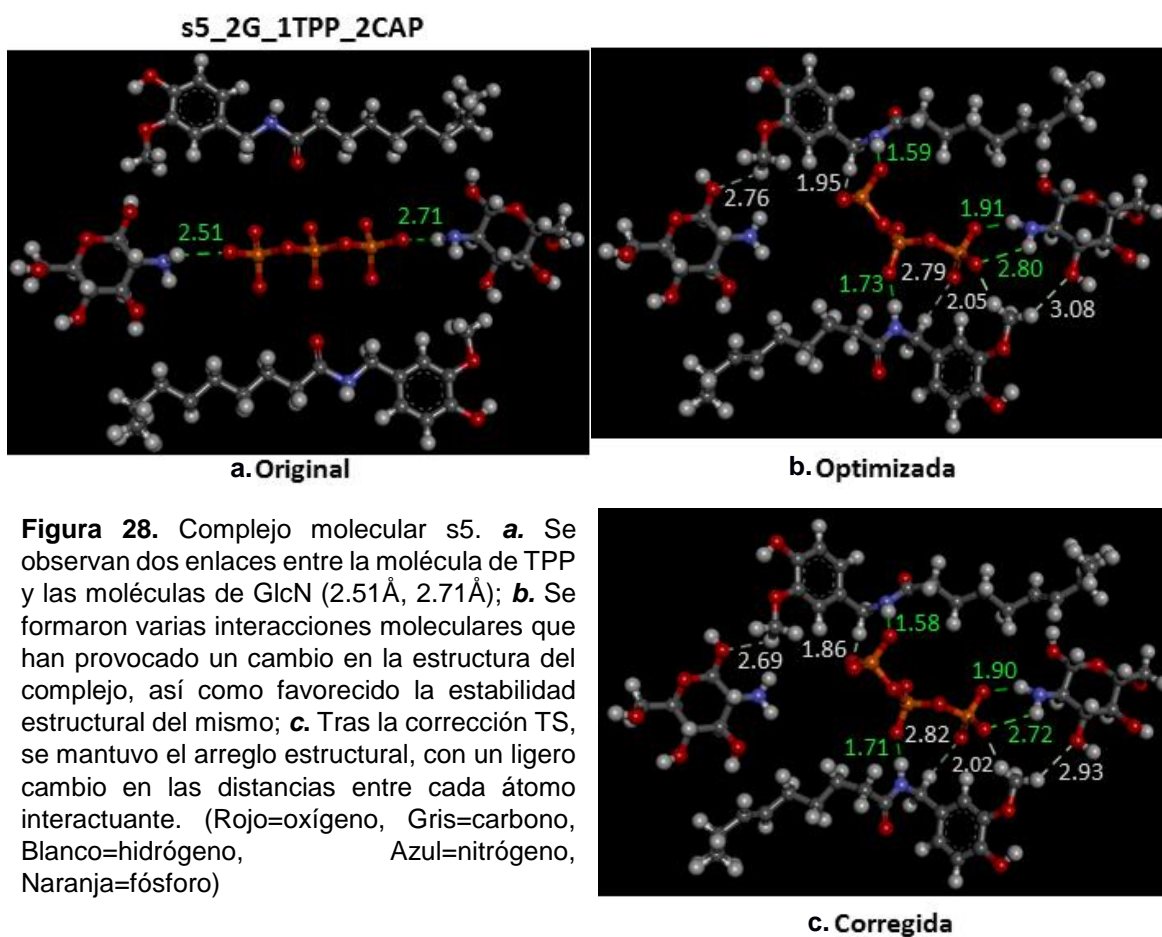 s5_2G_1TPP_2CAP
2.51
2.71
a. Original
1.59
1.95
2.76
1.91
2.80
2.79
1.73
2.05
3.08
b. Optimizada
Figura 28. Complejo molecular s5. a. Se
observan dos enlaces entre la molécula de TPP
y las moléculas de GlcN (2.51Å, 2.71Å); b. Se
formaron varias interacciones moleculares que
han provocado un cambio en la estructura del
complejo, así como favorecido la estabilidad
estructural del mismo; c. Tras la corrección TS,
se mantuvo el arreglo estructural, con un ligero
cambio en las distancias entre cada átomo
interactuante. (Rojo=oxígeno, Gris=carbono,
Blanco=hidrógeno, Azul=nitrógeno,
Naranja=fósforo)
1.58
1.86
2.69
1.90
2.72
2.82
1.71
2.02
2.93
c. Corregida